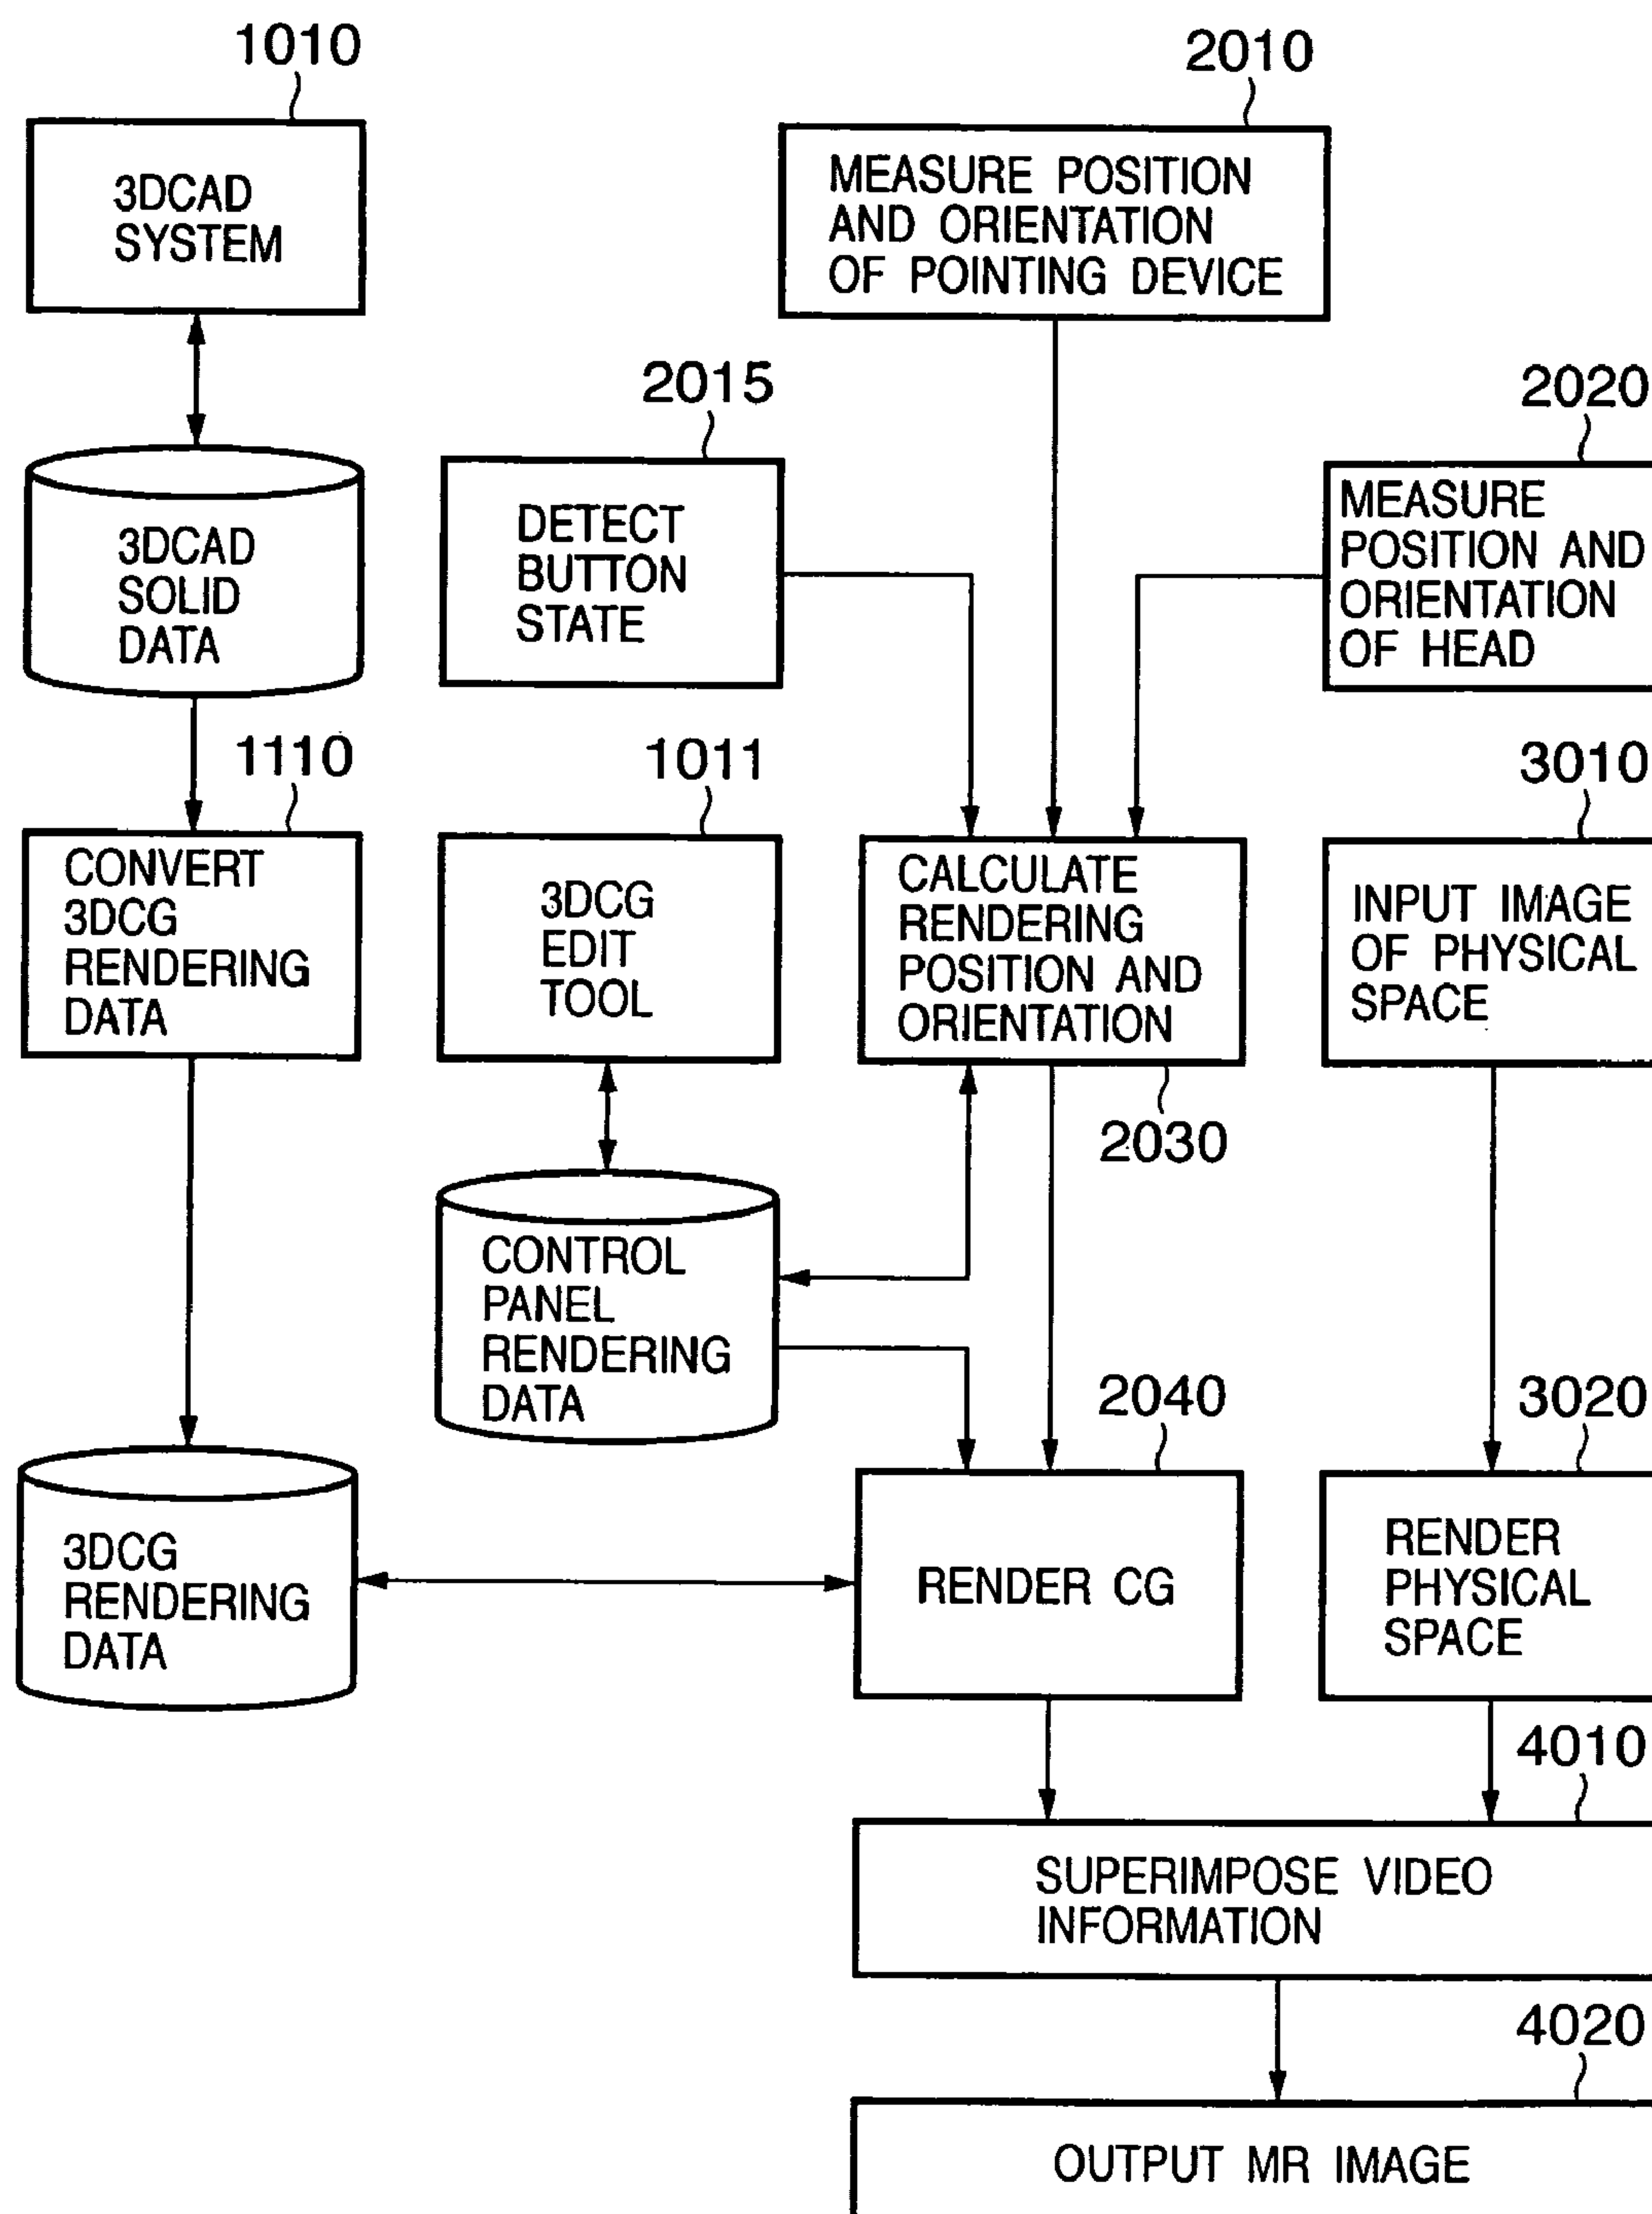 1010
3DCAD
SYSTEM
2010
MEASURE POSITION
AND ORIENTATION
OF POINTING DEVICE
2015
DETECT
BUTTON
STATE
2020
MEASURE
POSITION AND
ORIENTATION
OF HEAD
3DCAD
SOLID
DATA
1110
CONVERT
3DCG
RENDERING
DATA
1011
3DCG
EDIT
TOOL
CALCULATE
RENDERING
POSITION AND
ORIENTATION
2030
3010
INPUT IMAGE
OF PHYSICAL
SPACE
CONTROL
PANEL
RENDERING
DATA
3DCG
RENDERING
DATA
2040
RENDER CG
3020
RENDER
PHYSICAL
SPACE
4010
SUPERIMPOSE VIDEO
INFORMATION
4020
OUTPUT MR IMAGE